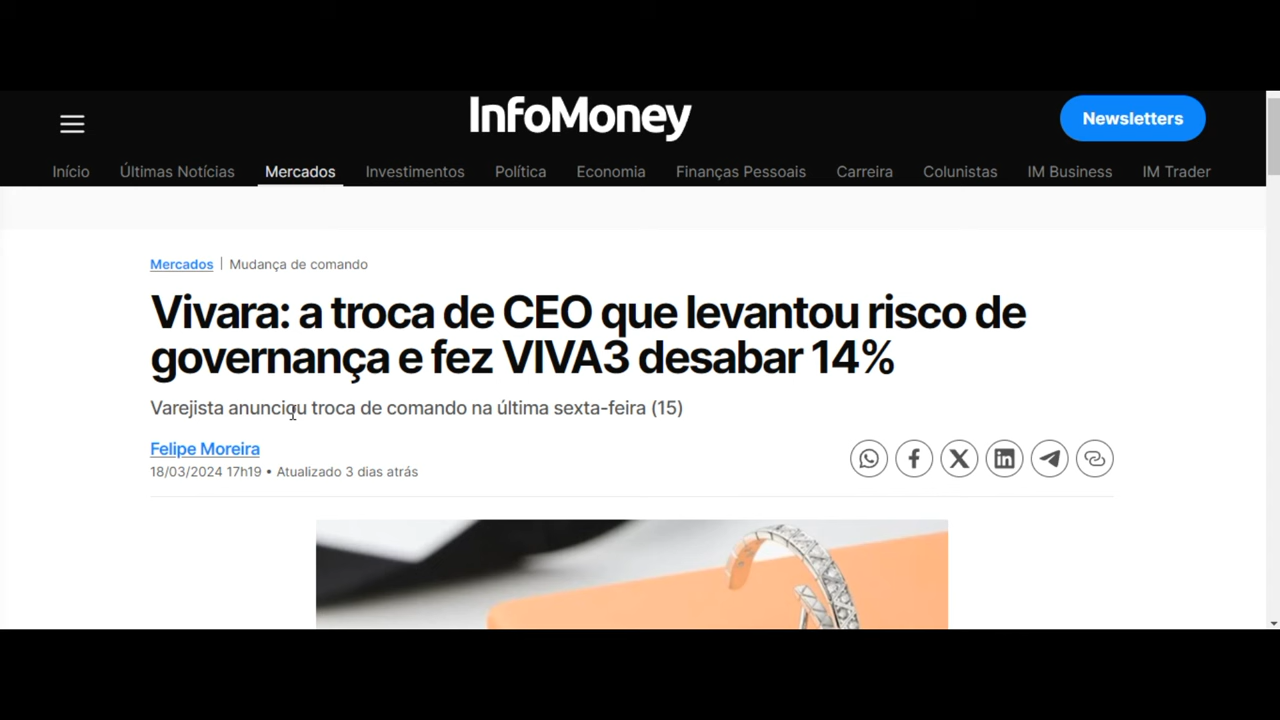 InfoMoney
Newsletters
Início Últimas Notícias Mercados Investimentos Política Economia Finanças Pessoais Carreira Colunistas IM Business IM Trader
Mercados | Mudança de comando
Vivara: a troca de CEO que levantou risco de
governança e fez VIVA3 desabar 14%
Varejista anunciou troca de comando na última sexta-feira (15)
Felipe Moreira
18/03/2024 17h19 • Atualizado 3 dias atrás